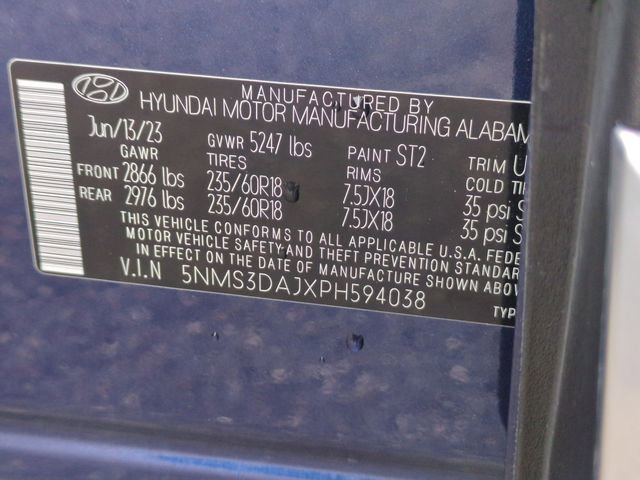 MANUFACTURED BY
HYUNDAI MOTOR MANUFACTURING ALABAM
Jun/13/23 GVWR 5247 lbs PAINT ST2 TRIM U
GAWR TIRES RIMS COLD TI
FRONT 2866 lbs 235/60R18 7.5JX18 35 psi S
REAR 2976 lbs 235/60R18 7.5JX18 35 psi S
THIS VEHICLE CONFORMS TO ALL APPLICABLE U.S.A. FEDE
MOTOR VEHICLE SAFETY AND THEFT PREVENTION STANDARD
IN EFFECT ON THE DATE OF MANUFACTURE SHOWN ABOV
V.I.N 5NMS3DAJXPH594038 TYP